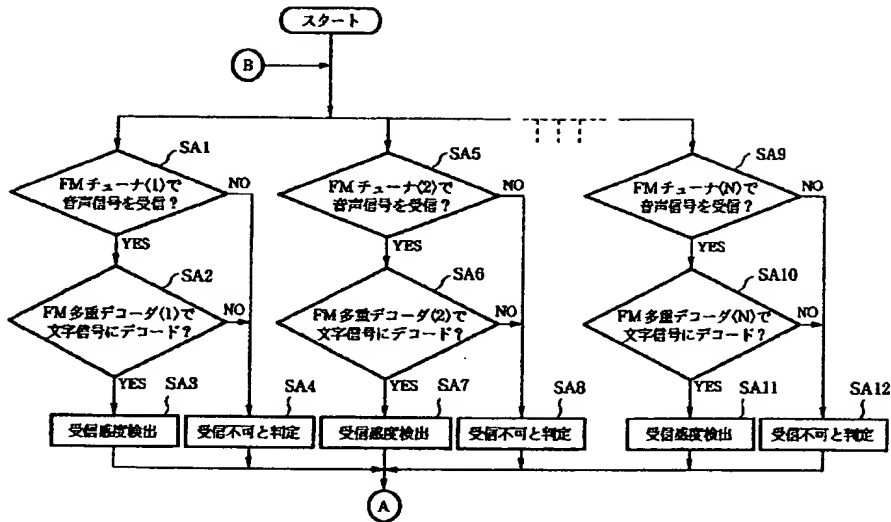 スタート
B
SA1
SA5
SA9
FMチューナ(1)で
音声信号を受信?
NO
FMチューナ(2)で
音声信号を受信?
NO
FMチューナ(N)で
音声信号を受信?
NO
YES
YES
YES
SA2
SA6
SA10
FM多重デコーダ(1)で
文字信号にデコード?
NO
FM多重デコーダ(2)で
文字信号にデコード?
NO
FM多重デコーダ(N)で
文字信号にデコード?
NO
YES
SA3
SA4
YES
SA7
SA8
YES
SA11
SA12
受信感度検出
受信不可と判定
受信感度検出
受信不可と判定
受信感度検出
受信不可と判定
A